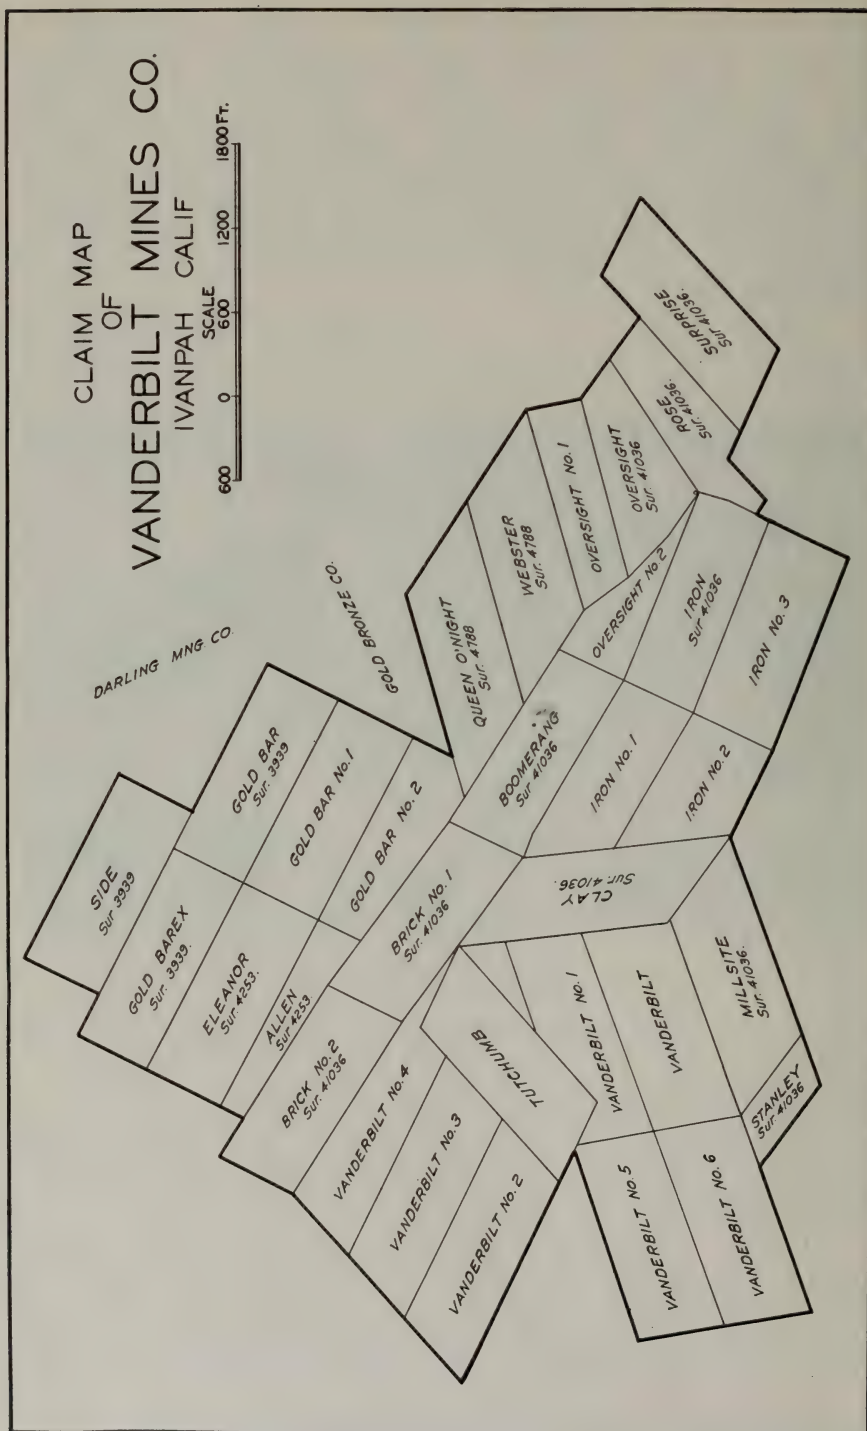 CLAIM MAP
OF
VANDERBILT MINES CO.
IVANPAH CALIF
SCALE
600 0 600 1200 1800 FT.
DARLING MNG CO.
GOLD BRONZE CO.
SIDE
Sur 3939
GOLD BAR
Sur. 3939
GOLD BAREX
Sur. 3939.
GOLD BAR No. 1
ELEANOR
Sur. 4253.
GOLD BAR No. 2
ALLEN
Sur 4253
BRICK No. 2
Sur. 41036
BRICK No. 1
Sur. 41036
QUEEN O'NIGHT
Sur. 4788
WEBSTER
Sur. 4788
OVERSIGHT No. 1
OVERSIGHT
Sur. 41036
OVERSIGHT No. 2
ROSE
Sur. 41036.
SURPRISE
Sur 41036.
BOOMERANG
Sur 41036
IRON
Sur 41036
IRON No. 1
IRON No. 2
IRON No. 3
CLAY
Sur. 41036.
VANDERBILT No. 4
VANDERBILT No. 3
VANDERBILT No. 2
TUTCHUMB
VANDERBILT No. 1
VANDERBILT
MILLSITE
Sur. 41036.
STANLEY
Sur. 41036
VANDERBILT No. 5
VANDERBILT No. 6